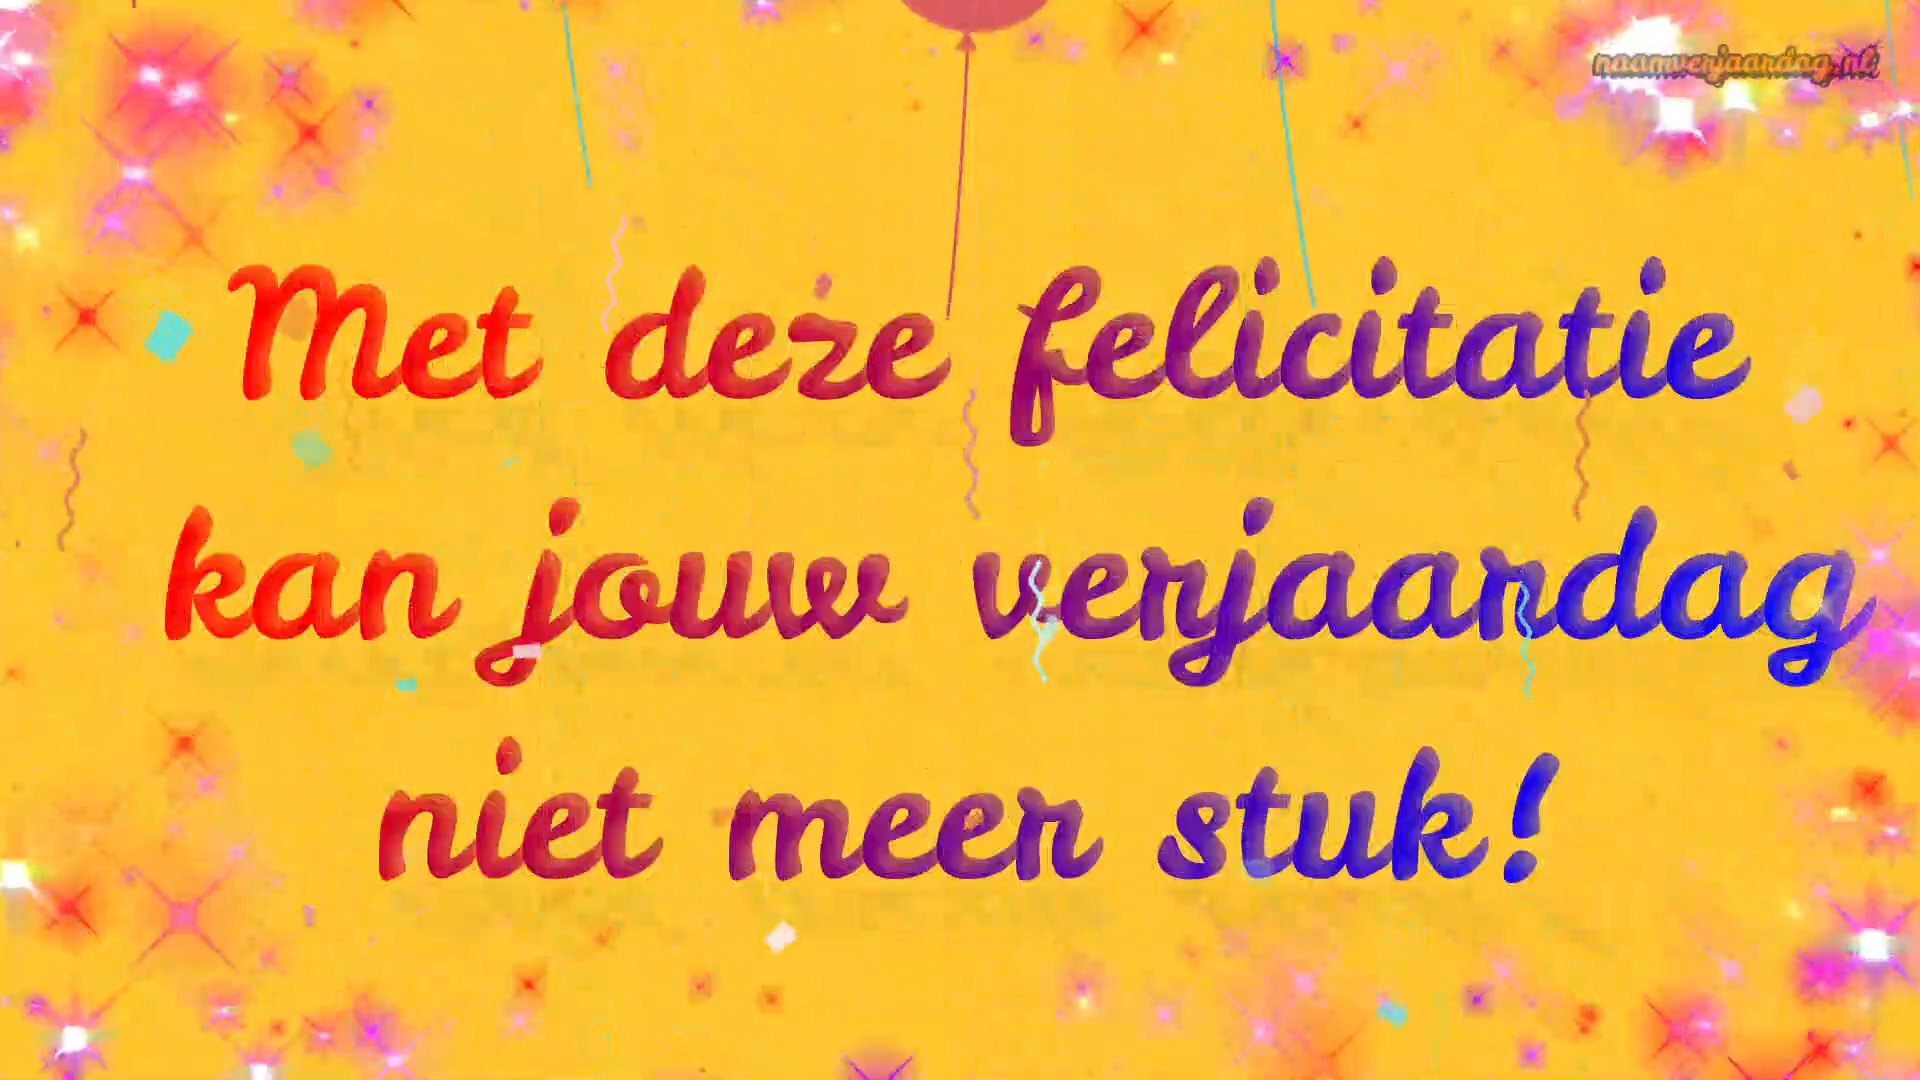 naamverjaardag.nl
Met deze felicitatie
kan jouw verjaardag
niet meer stuk!